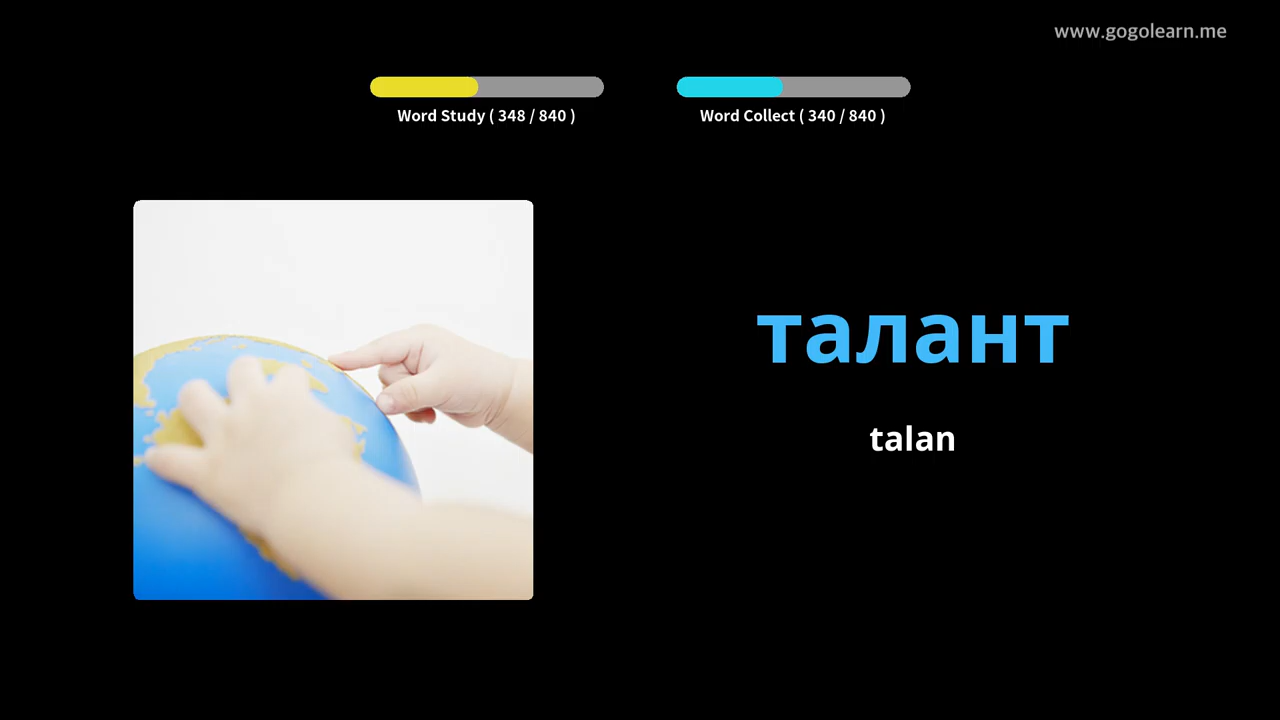 www.gogolearn.me
Word Study ( 348 / 840 )
Word Collect ( 340 / 840 )
талант
talan